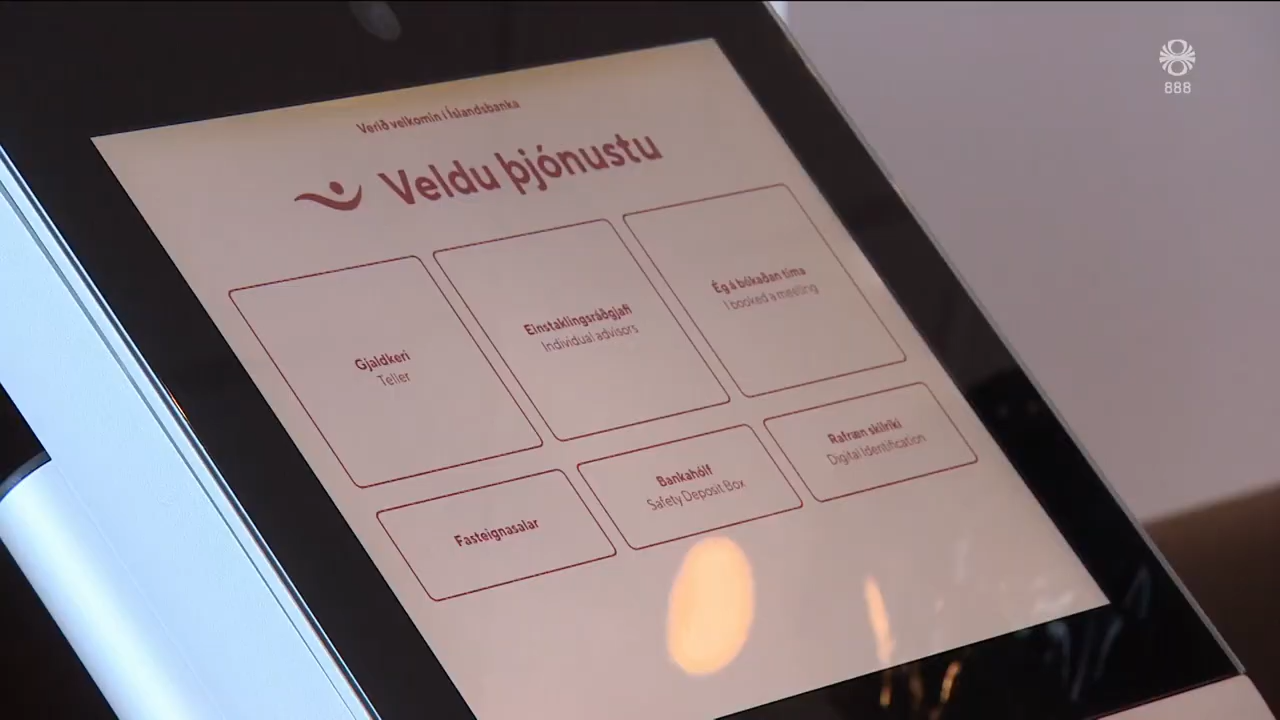 888
Verið velkomin í Íslandsbanka
Veldu þjónustu
Gjaldkeri
Teller
Einstaklingsráðgjafi
Individual advisors
Ég á bókaðan tíma
I booked a meeting
Fasteignasalar
Bankahólf
Safety Deposit Box
Rafræn skilríki
Digital Identification